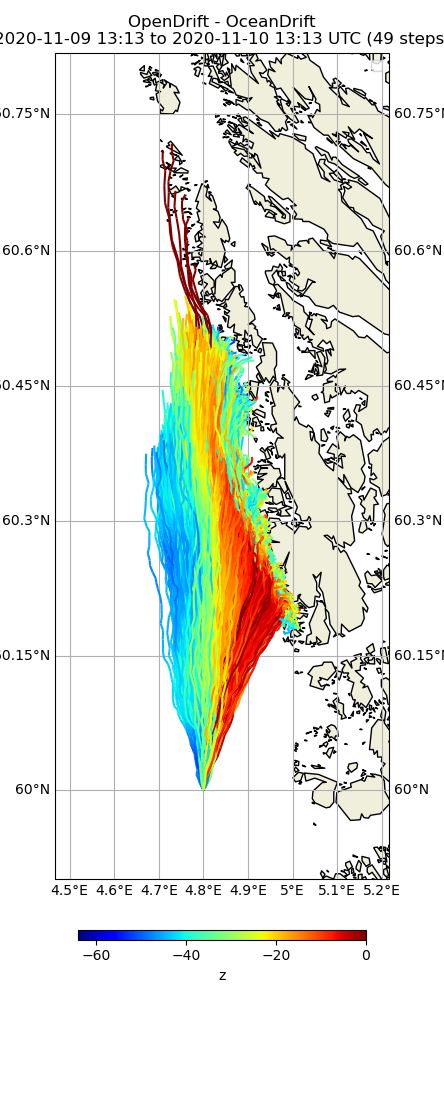 OpenDrift - OceanDrift
2020-11-09 13:13 to 2020-11-10 13:13 UTC (49 steps
60.75°N 60.75°N
60.6°N 60.6°N
60.45°N 60.45°N
60.3°N 60.3°N
60.15°N 60.15°N
60°N 60°N
4.5°E 4.6°E 4.7°E 4.8°E 4.9°E 5°E 5.1°E 5.2°E
−60 −40 −20 0
z